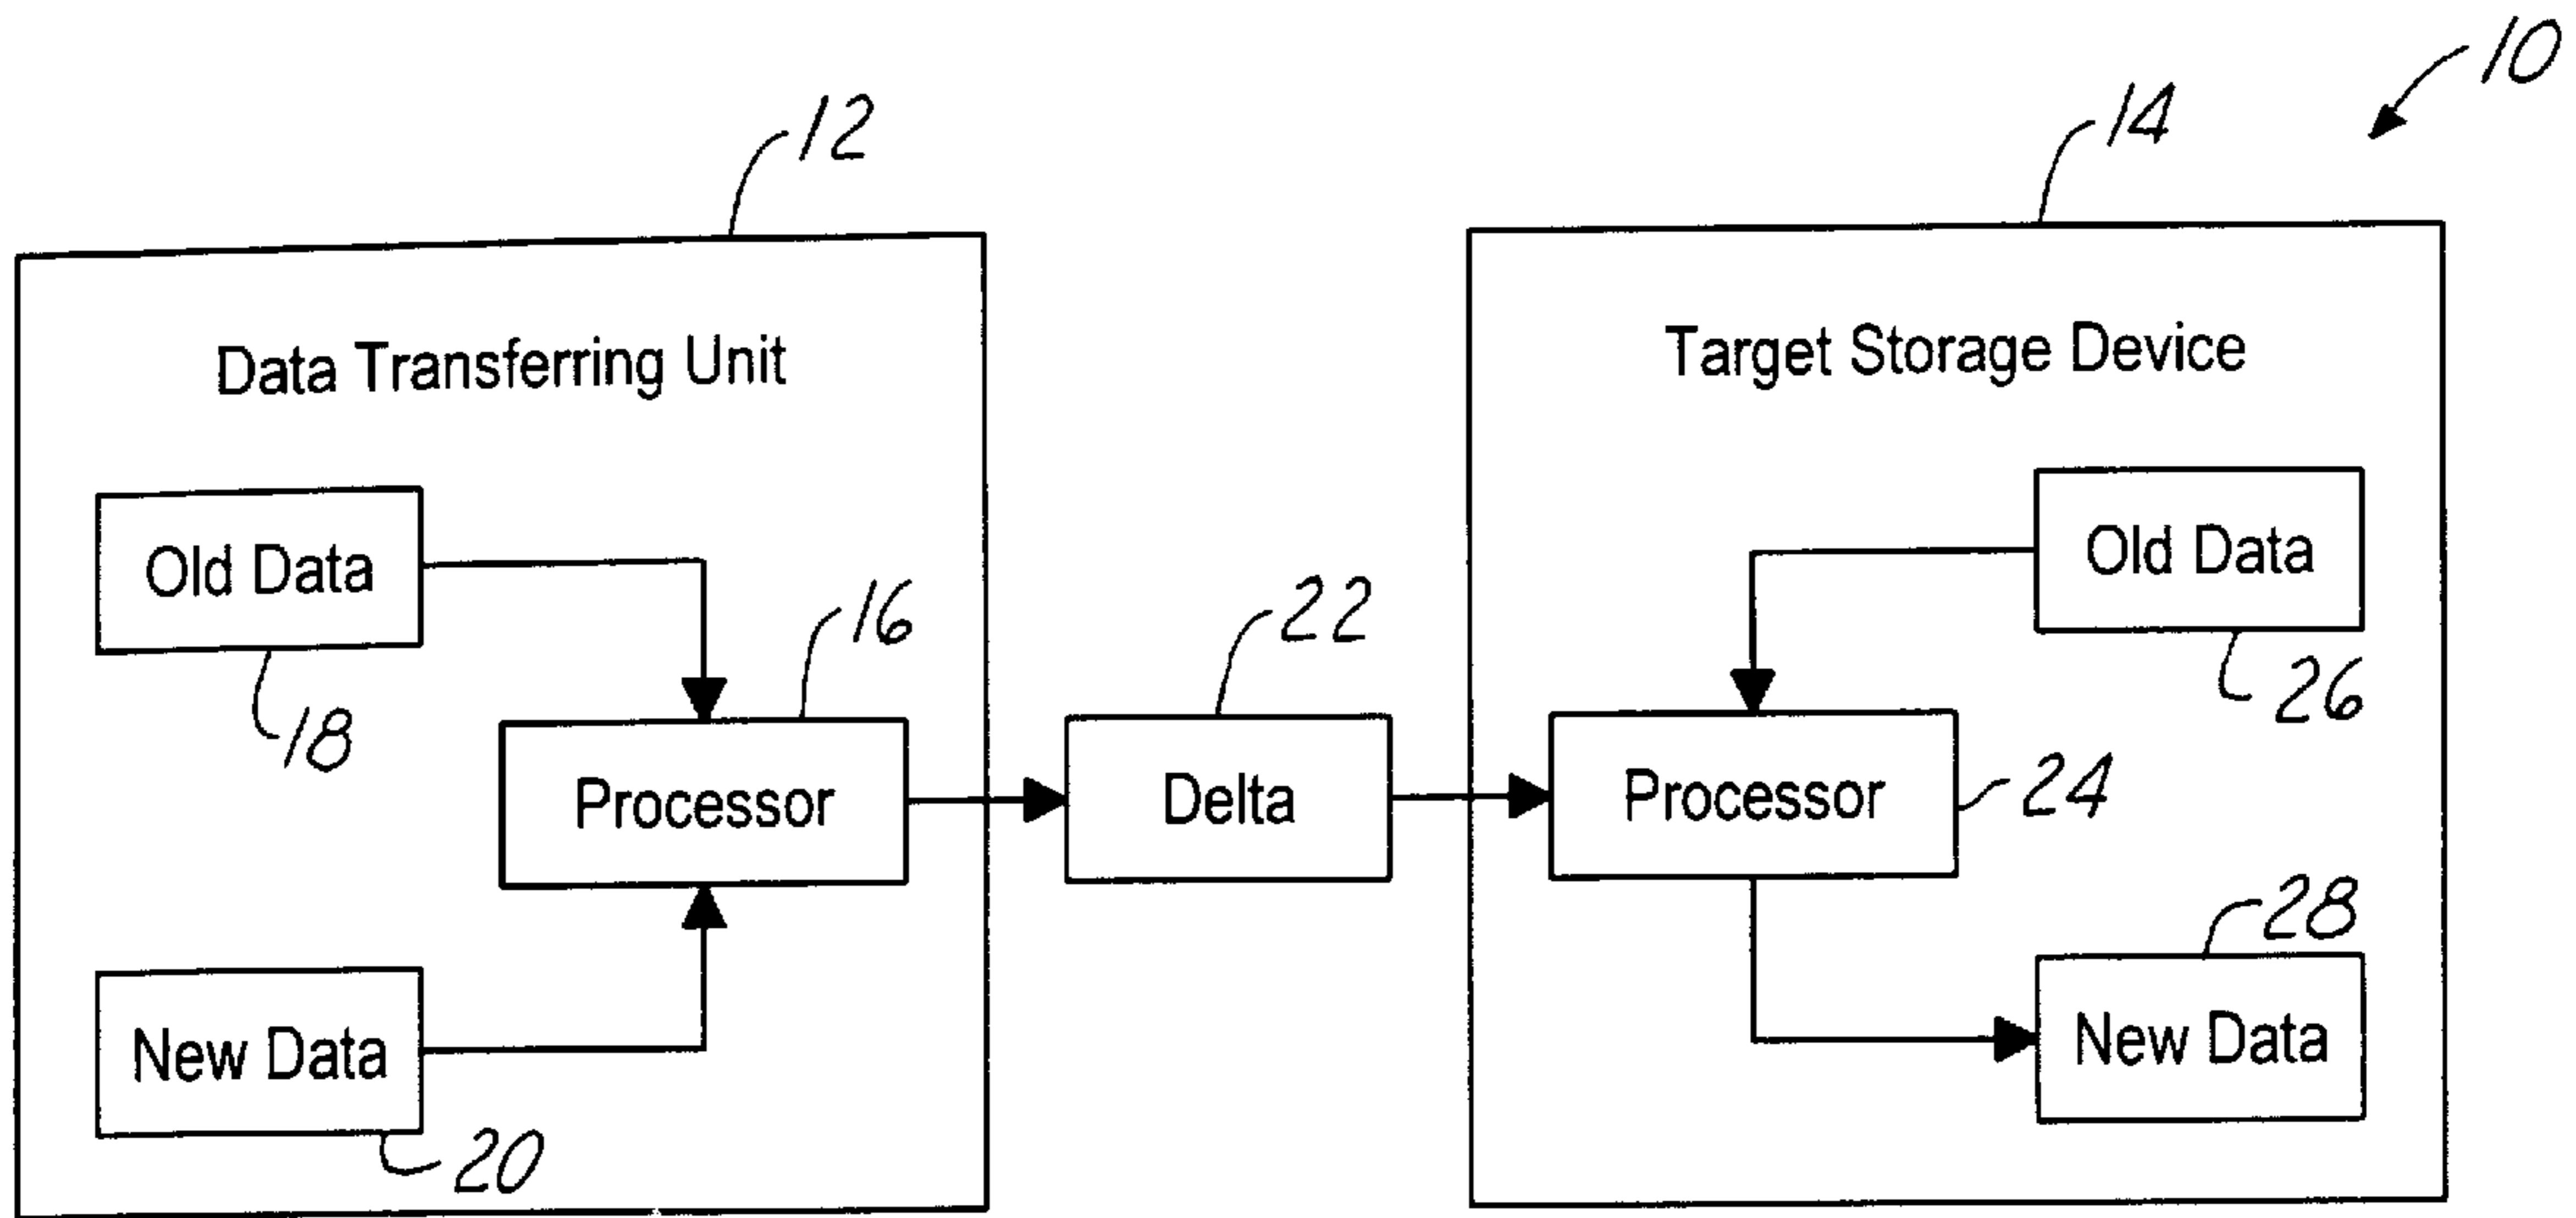 10
12
14
Data Transferring Unit
Target Storage Device
Old Data
18
16
Processor
New Data
20
22
Delta
Old Data
26
Processor
24
28
New Data